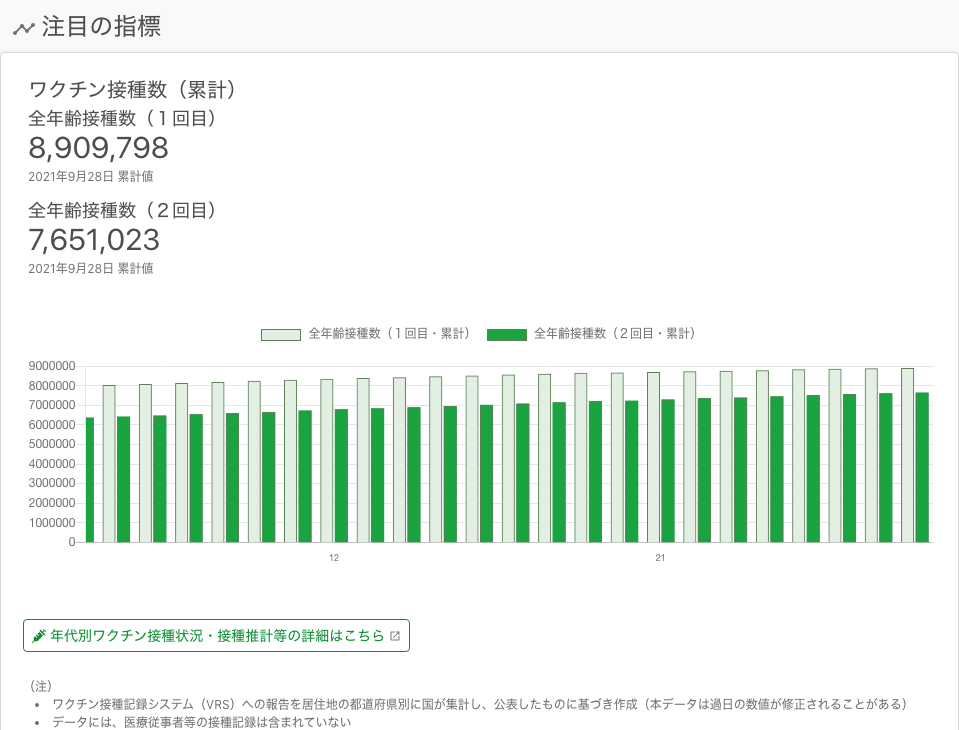 注目の指標
ワクチン接種数（累計）
全年齢接種数（１回目）
8,909,798
2021年9月28日 累計値
全年齢接種数（２回目）
7,651,023
2021年9月28日 累計値
全年齢接種数（１回目・累計） 全年齢接種数（２回目・累計）
9000000
8000000
7000000
6000000
5000000
4000000
3000000
2000000
1000000
0
12 21
年代別ワクチン接種状況・接種推計等の詳細はこちら
（注）
• ワクチン接種記録システム（VRS）への報告を居住地の都道府県別に国が集計し、公表したものに基づき作成（本データは過日の数値が修正されることがある）
• データには、医療従事者等の接種記録は含まれていない